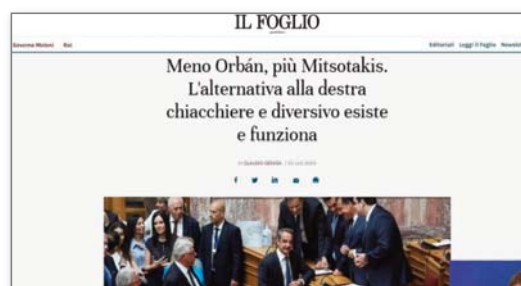 IL FOGLIO
Governo Meloni Rai
Editoriali Leggi il Foglio
Meno Orbán, più Mitsotakis.
L'alternativa alla destra
chiacchiere e diversivo esiste
e funziona